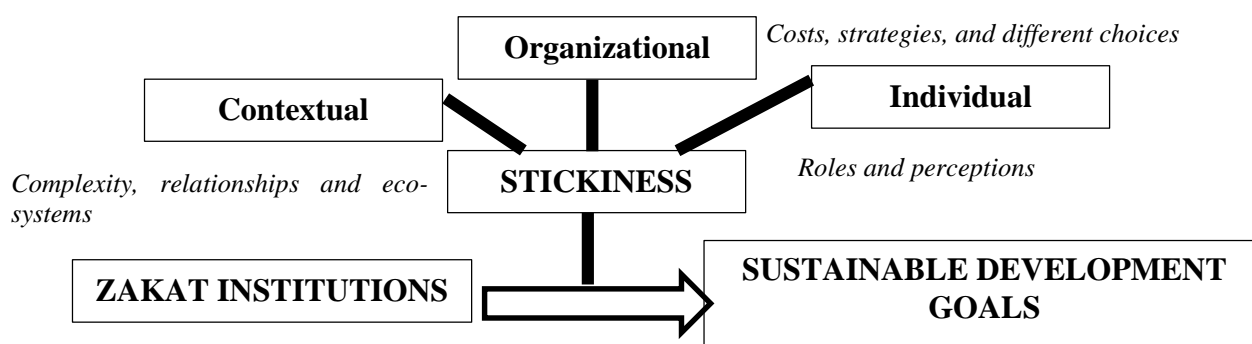 Organizational
Costs, strategies, and different choices
Contextual
Individual
STICKINESS
Roles and perceptions
Complexity, relationships and eco-
systems
ZAKAT INSTITUTIONS
SUSTAINABLE DEVELOPMENT
GOALS